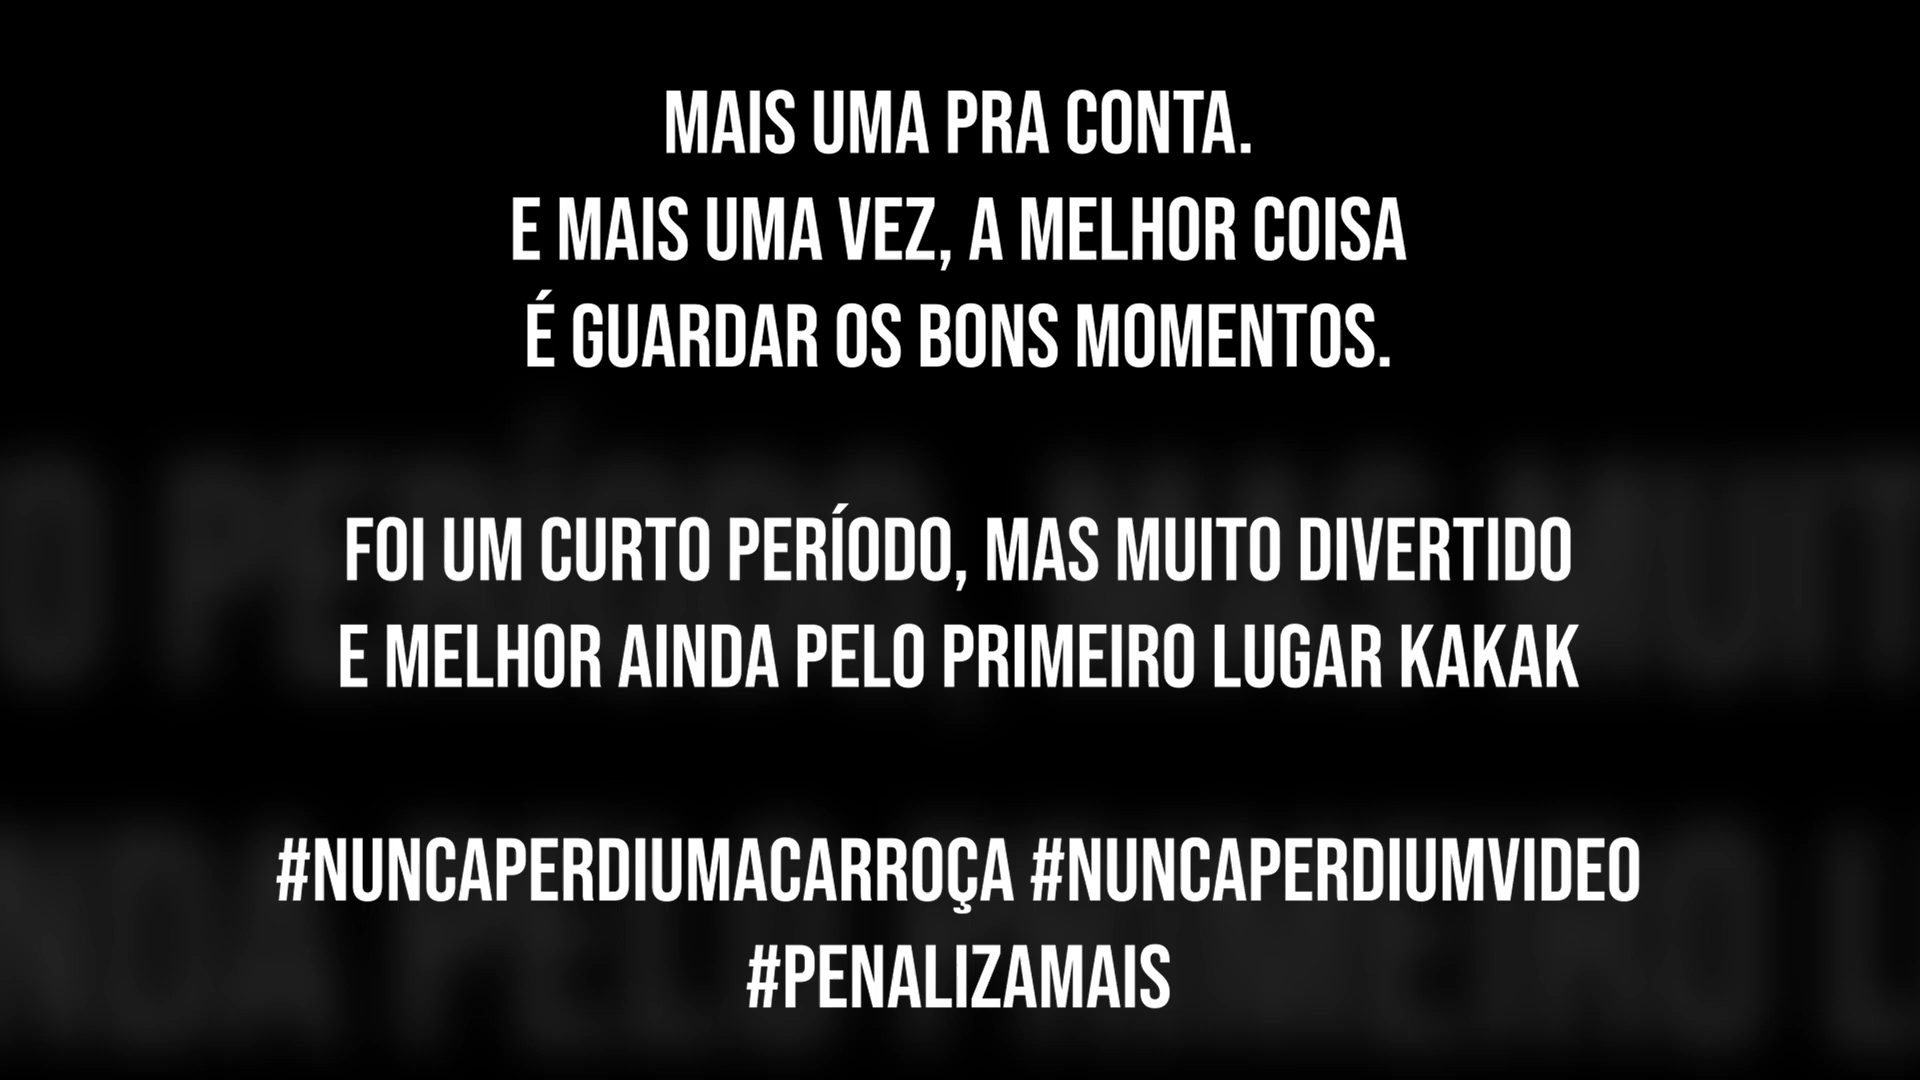 MAIS UMA PRA CONTA.
E MAIS UMA VEZ, A MELHOR COISA
É GUARDAR OS BONS MOMENTOS.
FOI UM CURTO PERÍODO, MAS MUITO DIVERTIDO
E MELHOR AINDA PELO PRIMEIRO LUGAR KAKAK
#NUNCAPERDIUMACARROÇA #NUNCAPERDIUMVIDEO
#PENALIZAMAIS